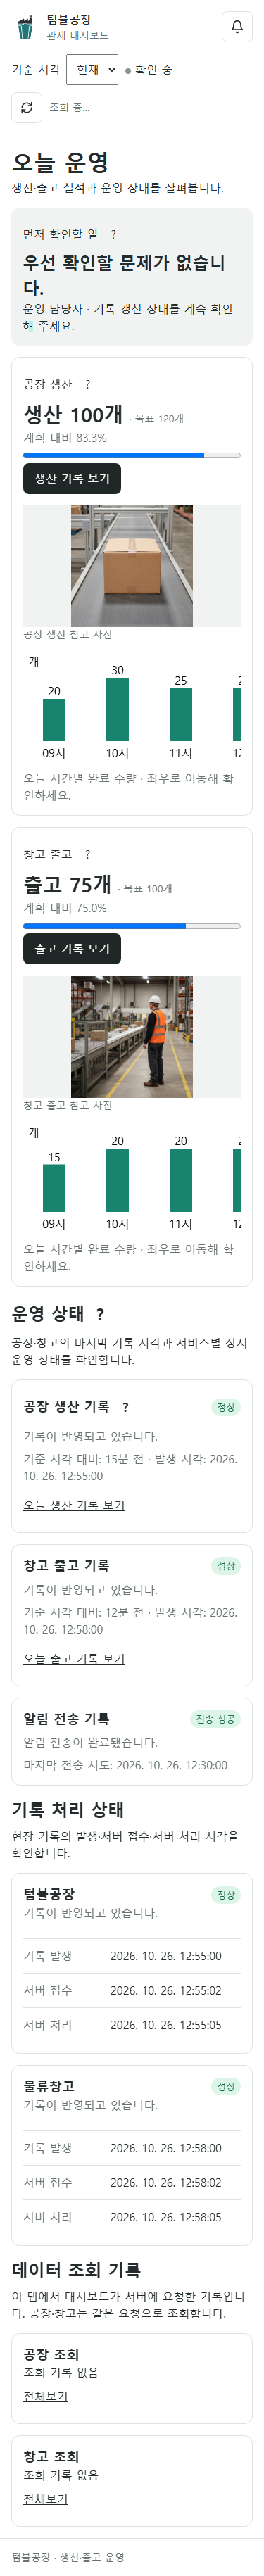 텀블공장
관제 대시보드
기준 시각 현재 확인 중
조회 중...
오늘 운영
생산·출고 실적과 운영 상태를 살펴봅니다.
먼저 확인할 일 ?
우선 확인할 문제가 없습니
다.
운영 담당자 · 기록 갱신 상태를 계속 확인
해 주세요.
공장 생산 ?
생산 100개 · 목표 120개
계획 대비 83.3%
생산 기록 보기
공장 생산 참고 사진
개
20 30 25
09시 10시 11시
오늘 시간별 완료 수량 · 좌우로 이동해 확
인하세요.
창고 출고 ?
출고 75개 · 목표 100개
계획 대비 75.0%
출고 기록 보기
창고 출고 참고 사진
개
15 20 20
09시 10시 11시
오늘 시간별 완료 수량 · 좌우로 이동해 확
인하세요.
운영 상태 ?
공장·창고의 마지막 기록 시각과 서비스별 상시
운영 상태를 확인합니다.
공장 생산 기록 ? 정상
기록이 반영되고 있습니다.
기준 시각 대비: 15분 전 · 발생 시각: 2026.
10. 26. 12:55:00
오늘 생산 기록 보기
창고 출고 기록 정상
기록이 반영되고 있습니다.
기준 시각 대비: 12분 전 · 발생 시각: 2026.
10. 26. 12:58:00
오늘 출고 기록 보기
알림 전송 기록 전송 성공
알림 전송이 완료됐습니다.
마지막 전송 시도: 2026. 10. 26. 12:30:00
기록 처리 상태
현장 기록의 발생·서버 접수·서버 처리 시각을
확인합니다.
텀블공장 정상
기록이 반영되고 있습니다.
기록 발생 2026. 10. 26. 12:55:00
서버 접수 2026. 10. 26. 12:55:02
서버 처리 2026. 10. 26. 12:55:05
물류창고 정상
기록이 반영되고 있습니다.
기록 발생 2026. 10. 26. 12:58:00
서버 접수 2026. 10. 26. 12:58:02
서버 처리 2026. 10. 26. 12:58:05
데이터 조회 기록
이 탭에서 대시보드가 서버에 요청한 기록입니
다. 공장·창고는 같은 요청으로 조회합니다.
공장 조회
조회 기록 없음
전체보기
창고 조회
조회 기록 없음
전체보기
텀블공장 · 생산·출고 운영